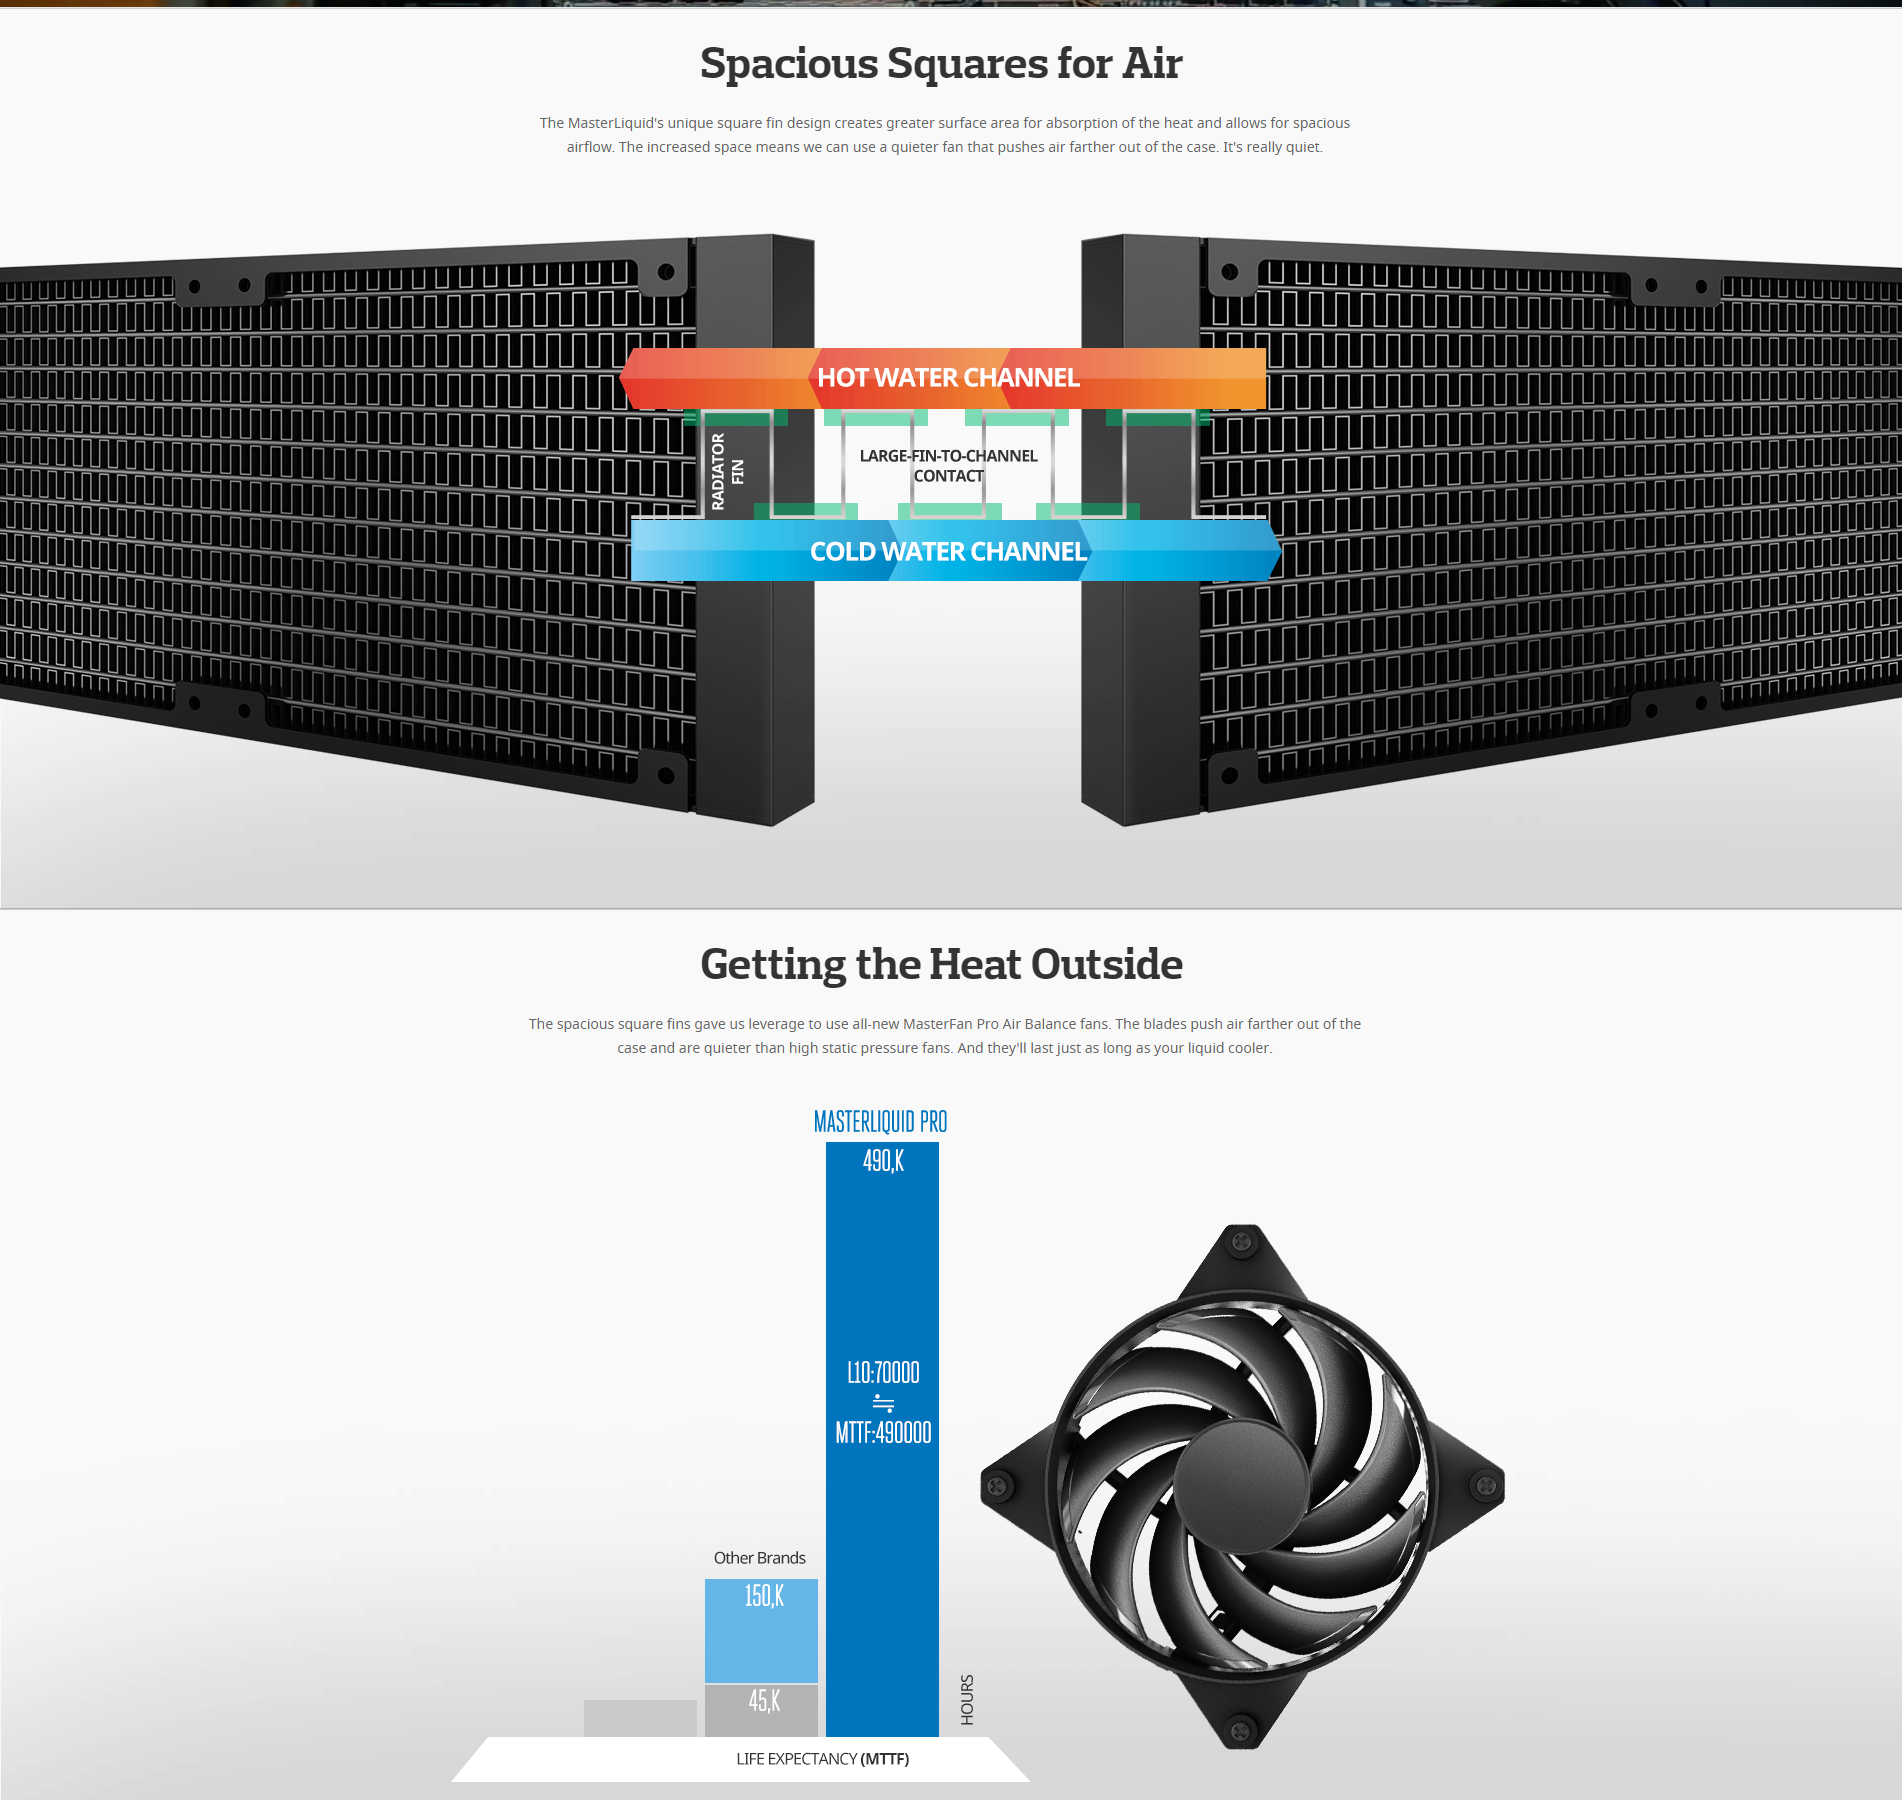 Spacious Squares for Air
The MasterLiquid's unique square fin design creates greater surface area for absorption of the heat and allows for spacious
airflow. The increased space means we can use a quieter fan that pushes air farther out of the case. It's really quiet.
HOT WATER CHANNEL
RADIATOR
FIN
LARGE-FIN-TO-CHANNEL
CONTACT
COLD WATER CHANNEL
Getting the Heat Outside
The spacious square fins gave us leverage to use all-new MasterFan Pro Air Balance fans. The blades push air farther out of the
case and are quieter than high static pressure fans. And they'll last just as long as your liquid cooler.
MASTERLIQUID PRO
490,K
L10:70000
≒
MTTF:490000
Other Brands
150,K
45,K
HOURS
LIFE EXPECTANCY (MTTF)